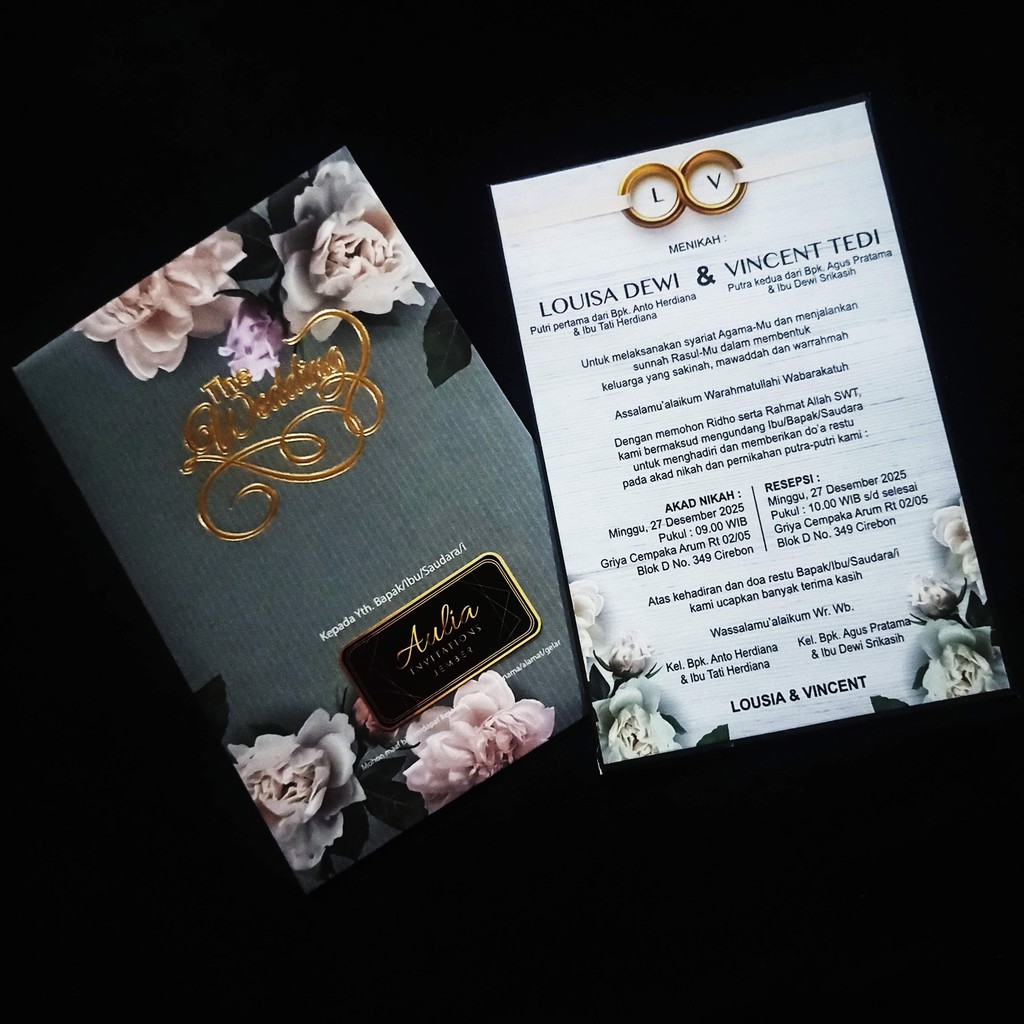 The
Wedding
Kepada Yth. Bapak/Ibu/Saudara/i
Aulia
INVITATIONS
JEMBER
Mohon maaf b
nama/alamat/gelar
L V
MENIKAH :
LOUISA DEWI & VINCENT TEDI
Putri pertama dari Bpk. Anto Herdiana
& Ibu Tati Herdiana
Putra kedua dari Bpk. Agus Pratama
& Ibu Dewi Srikasih
Untuk melaksanakan syariat Agama-Mu dan menjalankan
sunnah Rasul-Mu dalam membentuk
keluarga yang sakinah, mawaddah dan warrahmah
Assalamu'alaikum Warahmatullahi Wabarakatuh
Dengan memohon Ridho serta Rahmat Allah SWT,
kami bermaksud mengundang Ibu/Bapak/Saudara
untuk menghadiri dan memberikan do'a restu
pada akad nikah dan pernikahan putra-putri kami :
AKAD NIKAH :
Minggu, 27 Desember 2025
Pukul : 09.00 WIB
Griya Cempaka Arum Rt 02/05
Blok D No. 349 Cirebon
RESEPSI :
Minggu, 27 Desember 2025
Pukul : 10.00 WIB s/d selesai
Griya Cempaka Arum Rt 02/05
Blok D No. 349 Cirebon
Atas kehadiran dan doa restu Bapak/Ibu/Saudara/i
kami ucapkan banyak terima kasih
Wassalamu'alaikum Wr. Wb.
Kel. Bpk. Anto Herdiana
& Ibu Tati Herdiana
Kel. Bpk. Agus Pratama
& Ibu Dewi Srikasih
LOUSIA & VINCENT